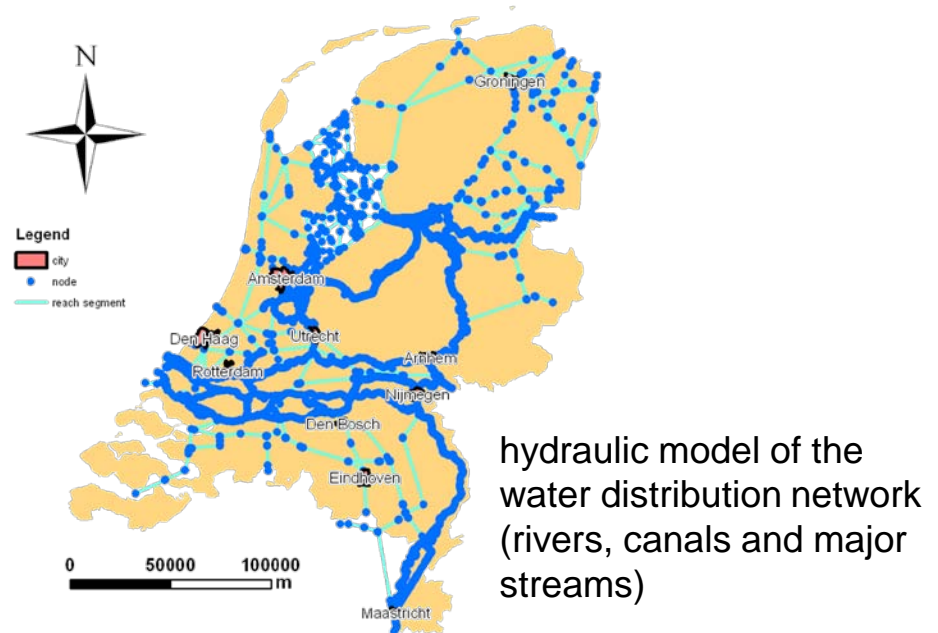 N
Groningen
Legend
city
node
reach segment
Amsterdam
Den Haag
Utrecht
Rotterdam
Arnhem
Nijmegen
Den Bosch
Eindhoven
hydraulic model of the
water distribution network
(rivers, canals and major
streams)
0 50000 100000
m
Maastricht